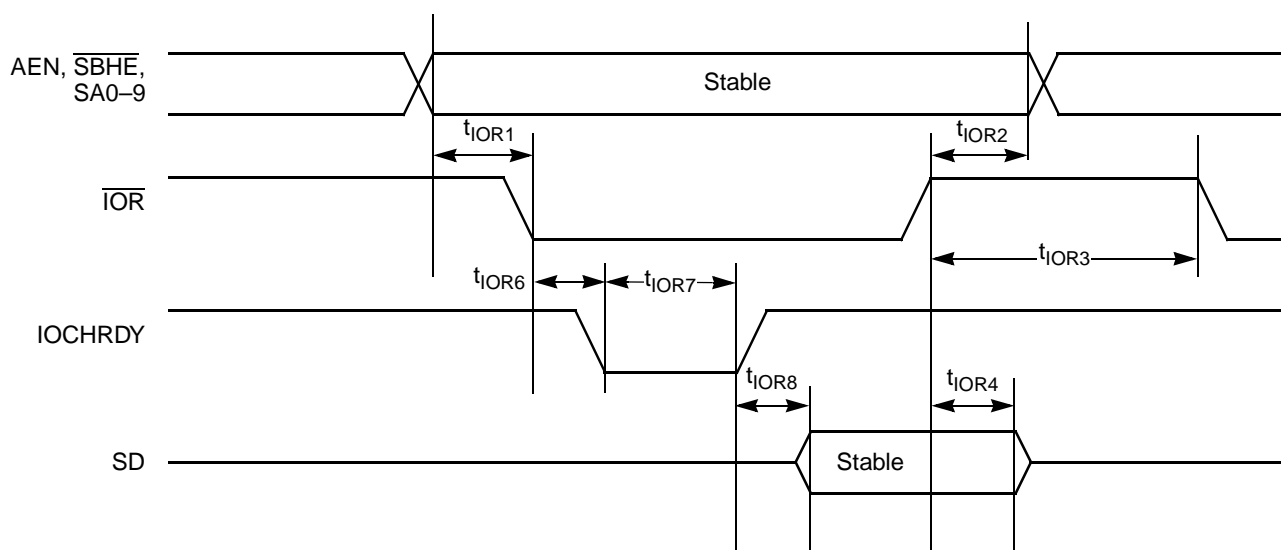 AEN, SBHE,
SA0–9
Stable
tIOR1
tIOR2
IOR
tIOR3
tIOR6
tIOR7
IOCHRDY
tIOR8
tIOR4
SD
Stable